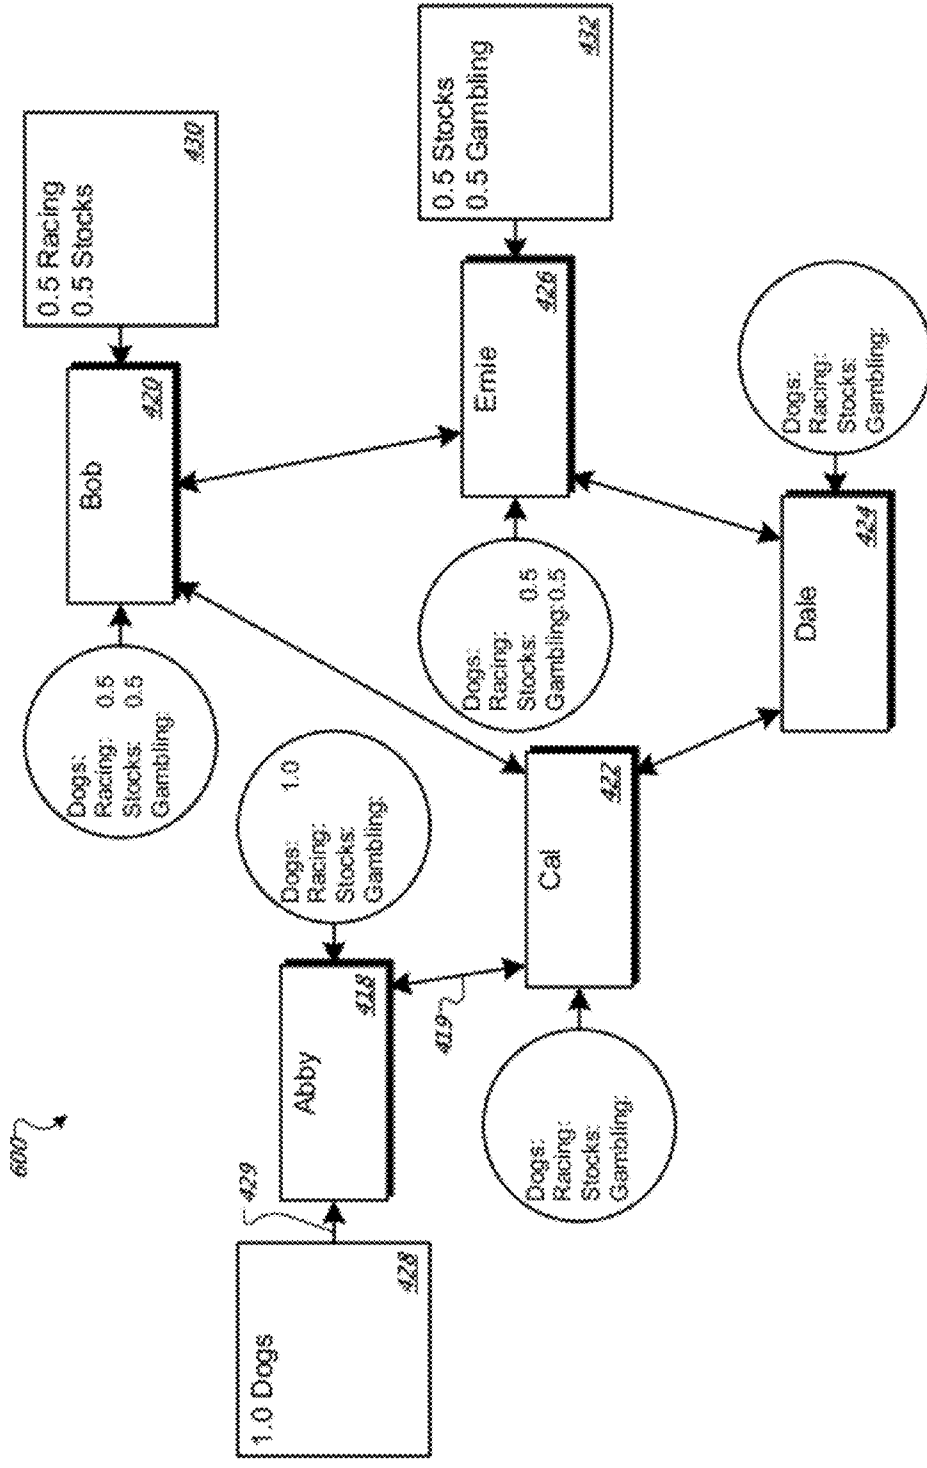 600
1.0 Dogs
428
429
Abby
418
Dogs: 1.0
Racing:
Stocks:
Gambling:
419
Dogs:
Racing: 0.5
Stocks: 0.5
Gambling:
Bob
420
0.5 Racing
0.5 Stocks
430
Dogs:
Racing:
Stocks:
Gambling:
Cal
422
Dogs:
Racing:
Stocks: 0.5
Gambling: 0.5
Ernie
426
0.5 Stocks
0.5 Gambling
432
Dale
424
Dogs:
Racing:
Stocks:
Gambling: